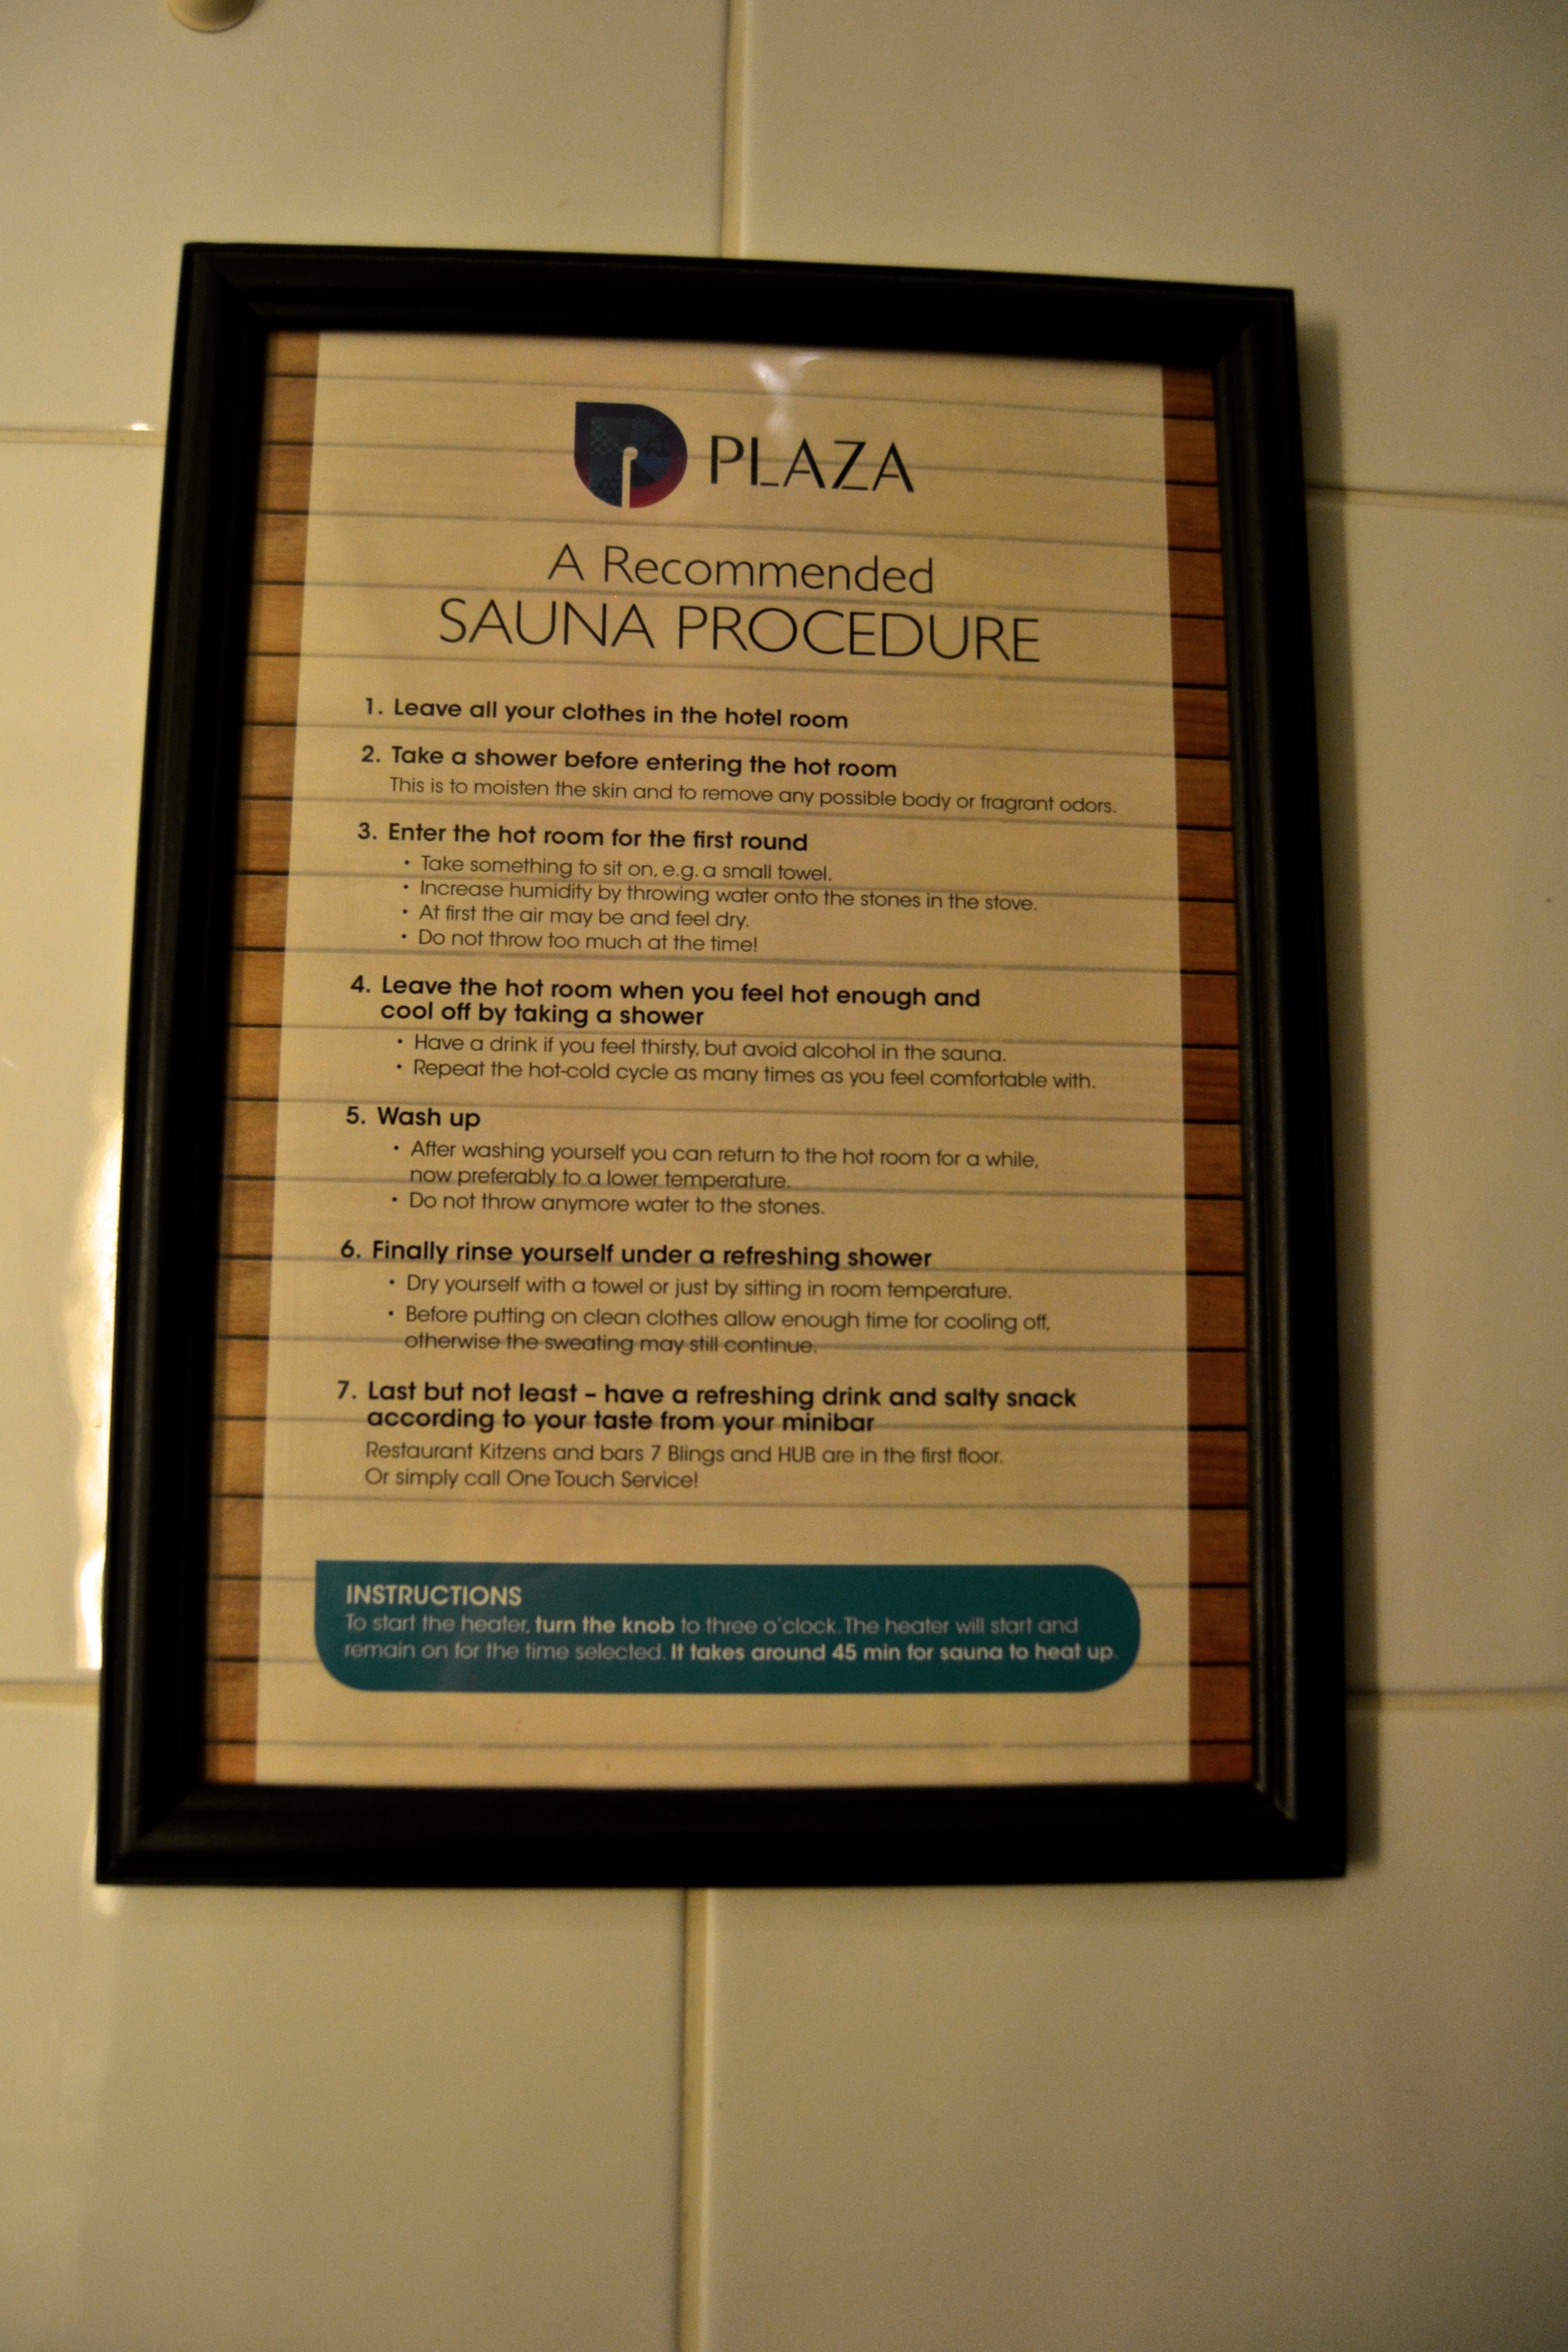 PLAZA
A Recommended
SAUNA PROCEDURE
1. Leave all your clothes in the hotel room
2. Take a shower before entering the hot room
This is to moisten the skin and to remove any possible body or fragrant odors.
3. Enter the hot room for the first round
• Take something to sit on, e.g. a small towel.
• Increase humidity by throwing water onto the stones in the stove.
• At first the air may be and feel dry.
• Do not throw too much at the time!
4. Leave the hot room when you feel hot enough and
cool off by taking a shower
• Have a drink if you feel thirsty, but avoid alcohol in the sauna.
• Repeat the hot-cold cycle as many times as you feel comfortable with.
5. Wash up
• After washing yourself you can return to the hot room for a while,
now preferably to a lower temperature.
• Do not throw anymore water to the stones.
6. Finally rinse yourself under a refreshing shower
• Dry yourself with a towel or just by sitting in room temperature.
• Before putting on clean clothes allow enough time for cooling off,
otherwise the sweating may still continue.
7. Last but not least – have a refreshing drink and salty snack
according to your taste from your minibar
Restaurant Kitzens and bars 7 Blings and HUB are in the first floor.
Or simply call One Touch Service!
INSTRUCTIONS
To start the heater, turn the knob to three o'clock. The heater will start and
remain on for the time selected. It takes around 45 min for sauna to heat up.